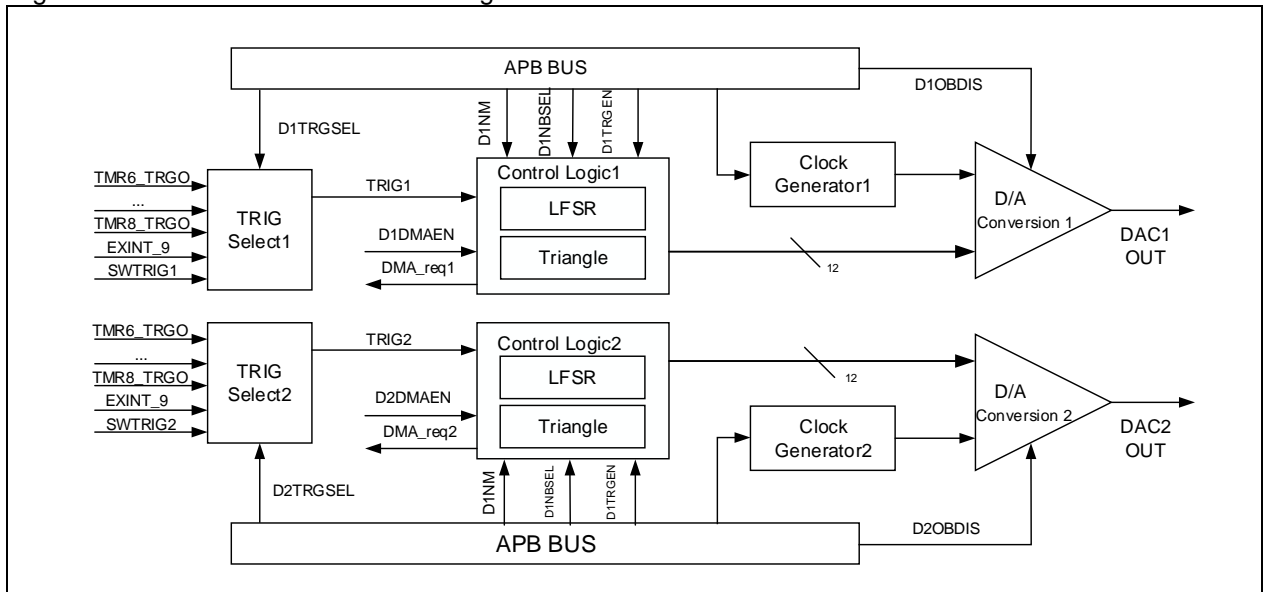 APB BUS
D1OBDIS
D1TRGSEL
D1NM
D1NBSEL
D1TRGEN
TMR6_TRGO
...
TMR8_TRGO
EXINT_9
SWTRIG1
TRIG
Select1
TRIG1
D1DMAEN
DMA_req1
Control Logic1
LFSR
Triangle
Clock
Generator1
12
D/A
Conversion 1
DAC1
OUT
TMR6_TRGO
...
TMR8_TRGO
EXINT_9
SWTRIG2
TRIG
Select2
TRIG2
D2DMAEN
DMA_req2
Control Logic2
LFSR
Triangle
12
Clock
Generator2
D/A
Conversion 2
DAC2
OUT
D2TRGSEL
D1NM
D1NBSEL
D1TRGEN
D2OBDIS
APB BUS